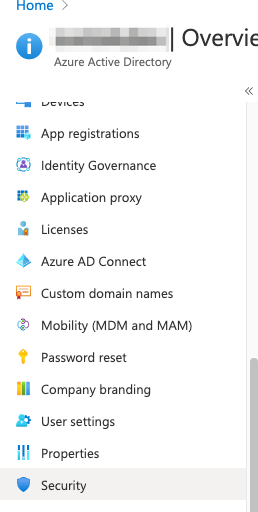 Home
| Overvie
Azure Active Directory
Devices
App registrations
Identity Governance
Application proxy
Licenses
Azure AD Connect
Custom domain names
Mobility (MDM and MAM)
Password reset
Company branding
User settings
Properties
Security